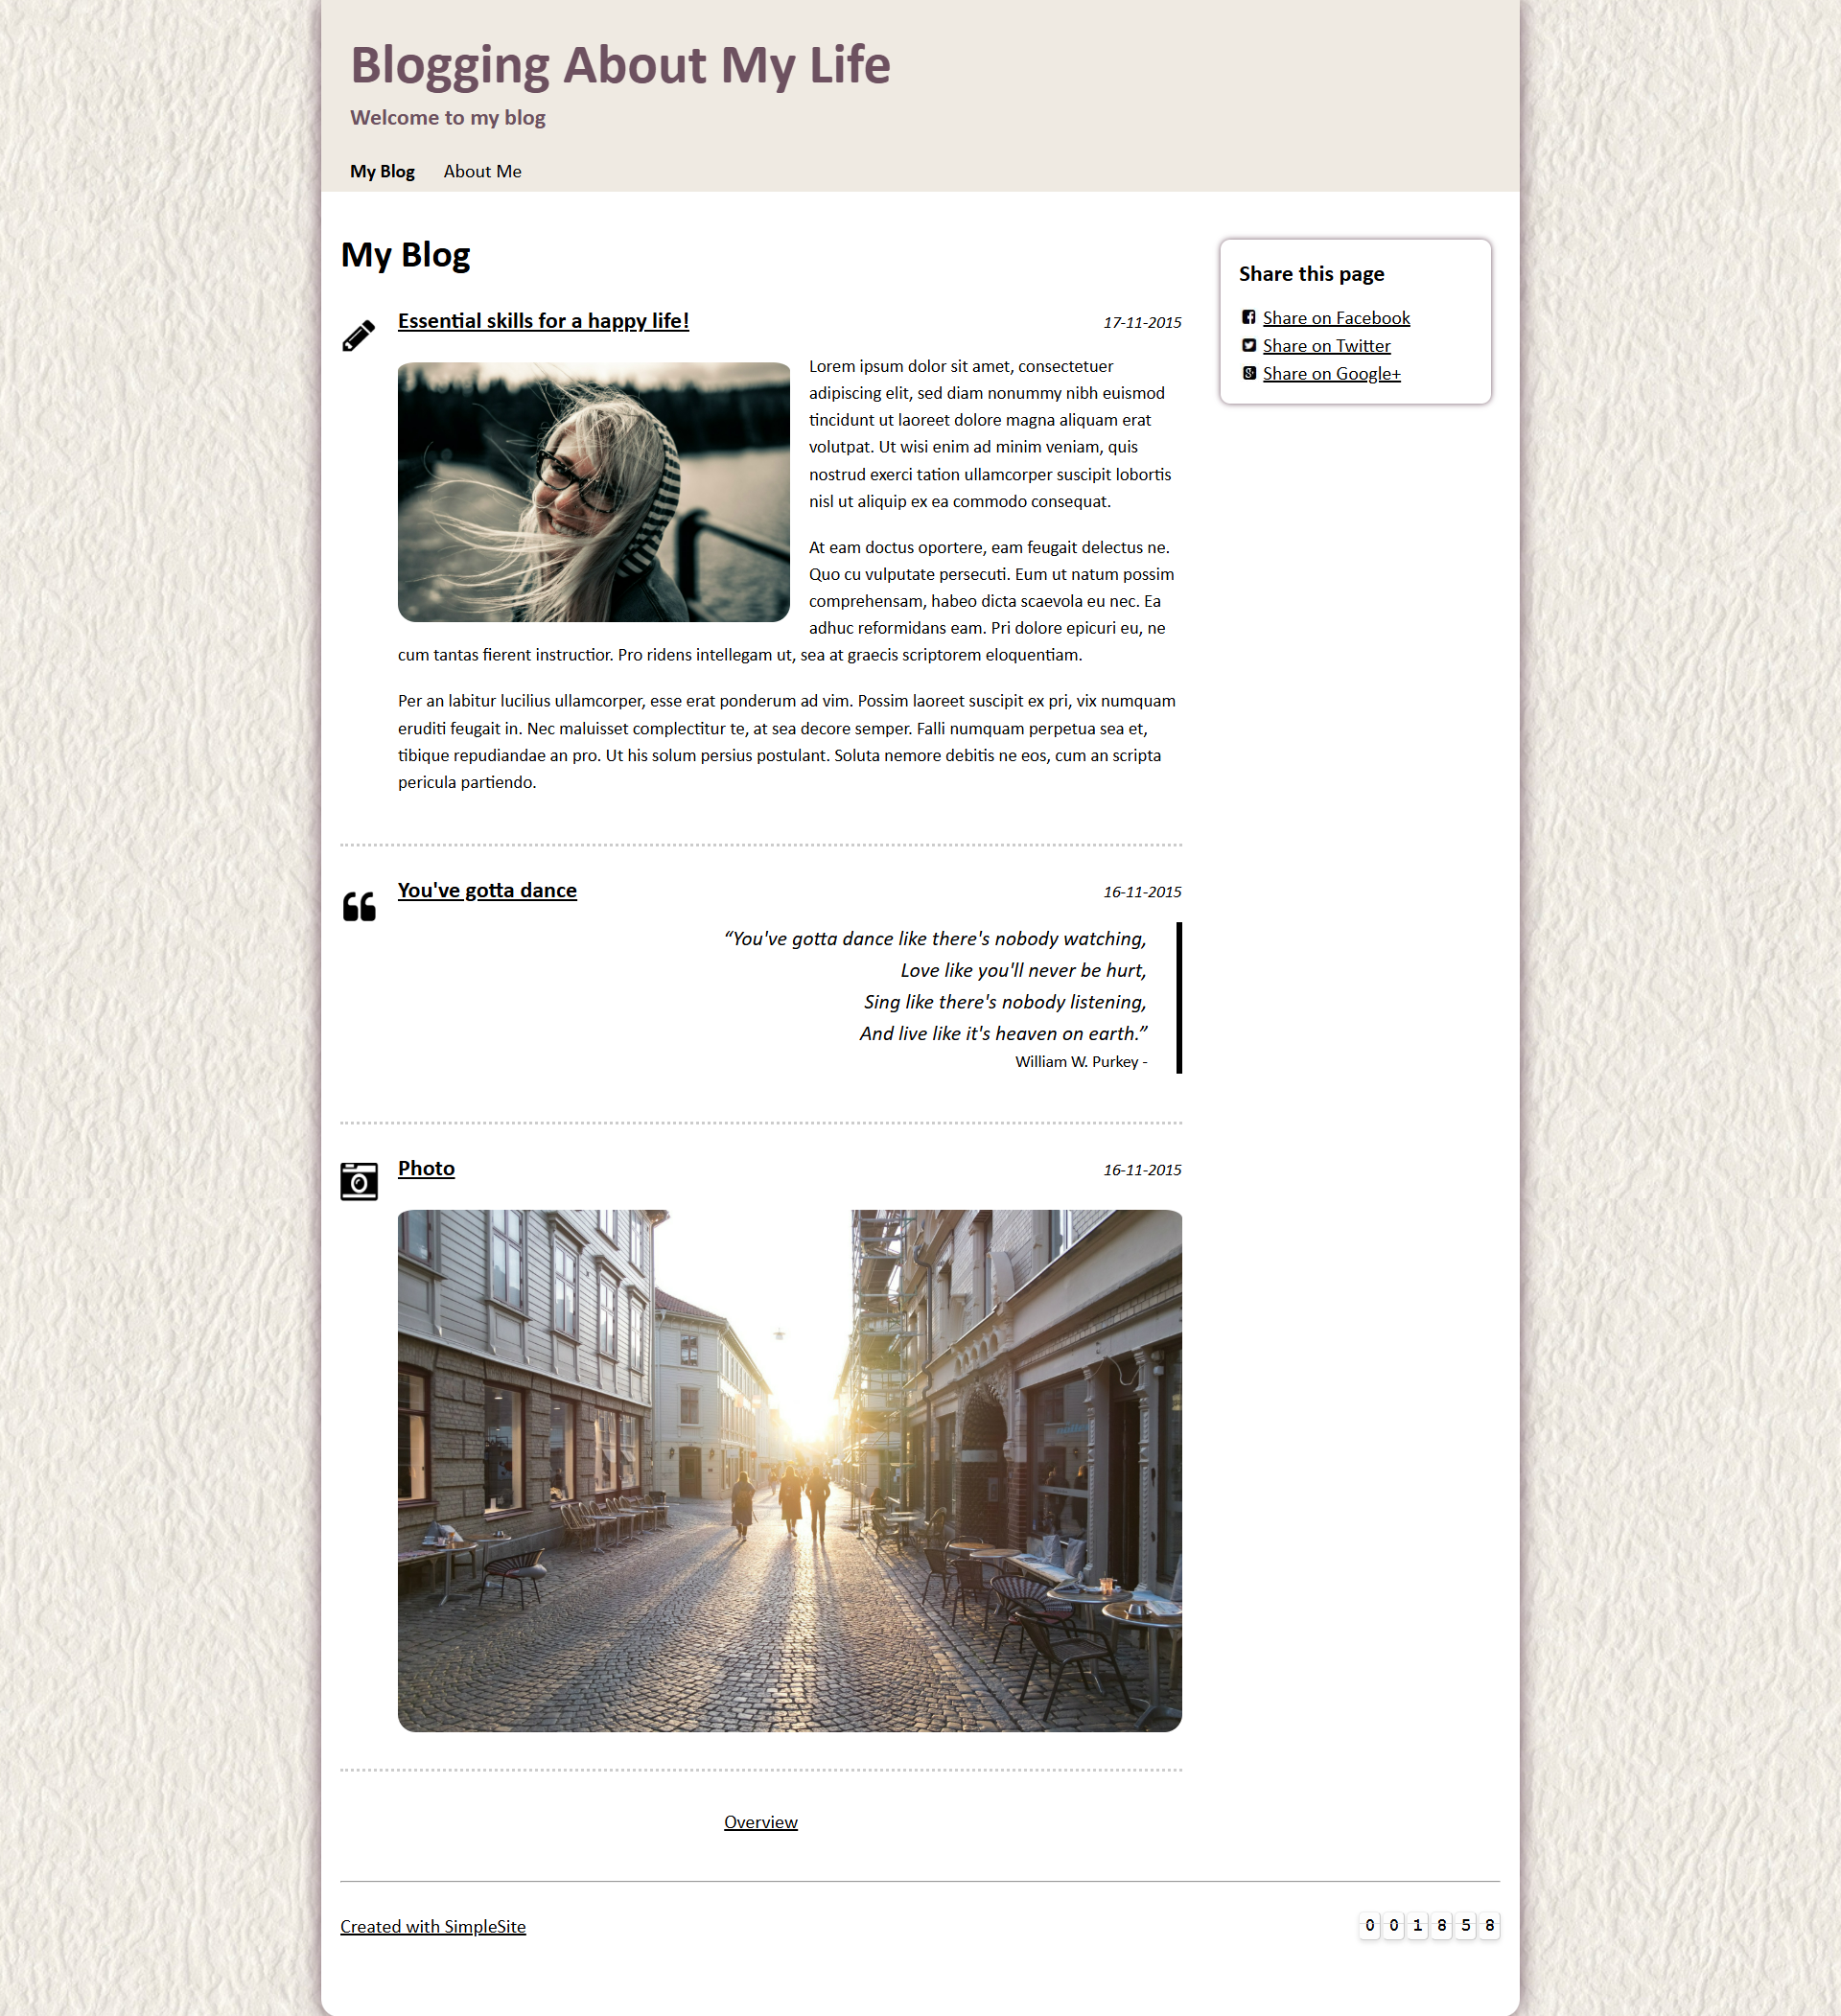 Blogging About My Life
Welcome to my blog
My Blog About Me
My Blog
Essential skills for a happy life!
17-11-2015
Lorem ipsum dolor sit amet, consectetuer
adipiscing elit, sed diam nonummy nibh euismod
tincidunt ut laoreet dolore magna aliquam erat
volutpat. Ut wisi enim ad minim veniam, quis
nostrud exerci tation ullamcorper suscipit lobortis
nisl ut aliquip ex ea commodo consequat.
At eam doctus oportere, eam feugait delectus ne.
Quo cu vulputate persecuti. Eum ut natum possim
comprehensam, habeo dicta scaevola eu nec. Ea
adhuc reformidans eam. Pri dolore epicuri eu, ne
cum tantas fierent instructior. Pro ridens intellegam ut, sea at graecis scriptorem eloquentiam.
Per an labitur lucilius ullamcorper, esse erat ponderum ad vim. Possim laoreet suscipit ex pri, vix numquam
eruditi feugait in. Nec maluisset complectitur te, at sea decore semper. Falli numquam perpetua sea et,
tibique repudiandae an pro. Ut his solum persius postulant. Soluta nemore debitis ne eos, cum an scripta
pericula partiendo.
You've gotta dance
16-11-2015
“You've gotta dance like there's nobody watching,
Love like you'll never be hurt,
Sing like there's nobody listening,
And live like it's heaven on earth.”
William W. Purkey -
Photo
16-11-2015
Overview
Share this page
Share on Facebook
Share on Twitter
Share on Google+
Created with SimpleSite
001858